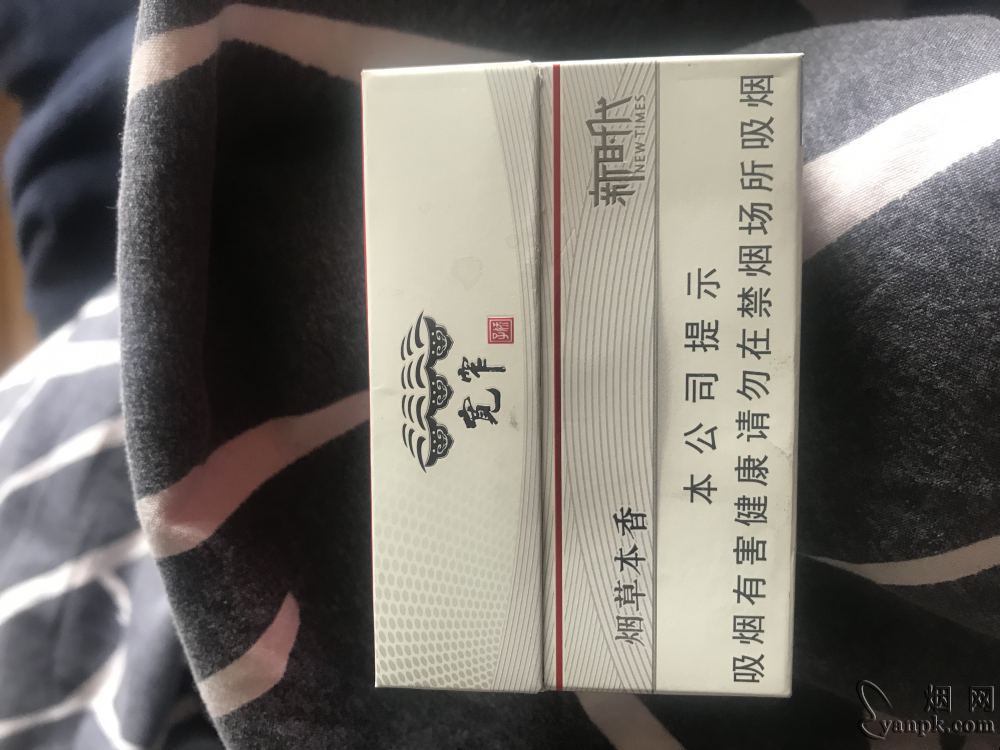 宽窄
烟草本香
新时代
NEW TIMES
本公司提示
吸烟有害健康请勿在禁烟场所吸烟
烟网
yanpk.com